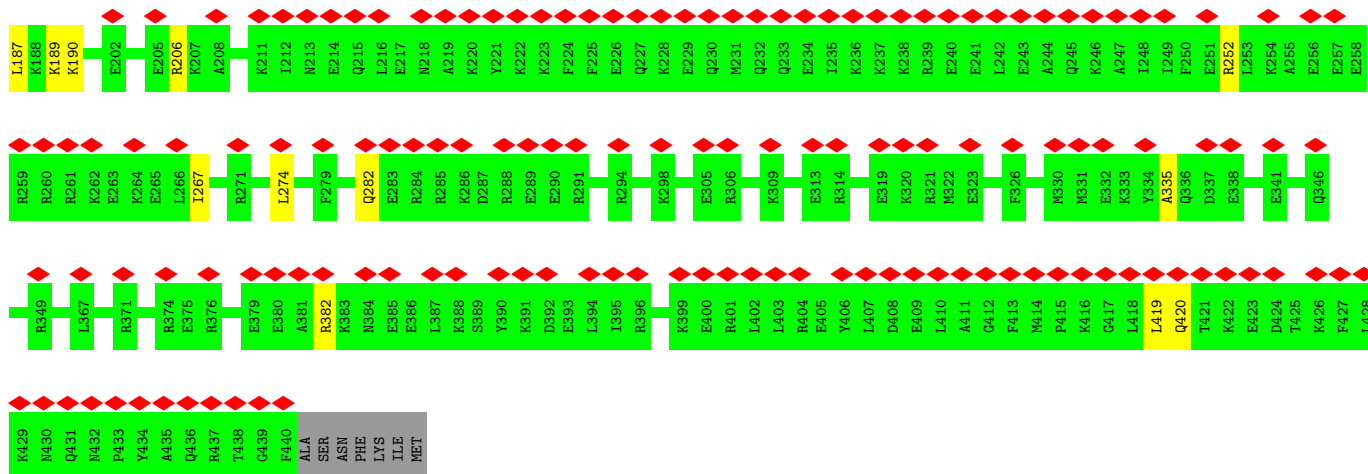 L187 K188 K189 K190 E202 E205 R206 K207 A208 K211 I212 N213 E214 Q215 L216 E217 N218 A219 K220 Y221 K222 K223 F224 F225 E226 Q227 K228 E229 Q230 M231 Q232 Q233 E234 I235 K236 K237 K238 R239 E240 E241 L242 E243 A244 Q245 K246 A247 I248 I249 F250 E251 R252 L253 K254 A255 E256 E257 E258
R259 R260 R261 K262 E263 K264 E265 L266 I267 R271 L274 F279 Q282 E283 R284 R285 K286 D287 R288 E289 E290 R291 R294 K298 E305 R306 K309 E313 R314 E319 K320 R321 M322 E323 F326 M330 M331 E332 K333 Y334 A335 Q336 D337 E338 E341 Q346
R349 L367 R371 R374 E375 R376 E379 E380 A381 R382 K383 N384 E385 E386 L387 K388 S389 Y390 K391 D392 E393 L394 I395 R396 K399 E400 R401 L402 L403 R404 E405 Y406 L407 D408 E409 L410 A411 G412 F413 M414 P415 K416 G417 L418 L419 Q420 T421 K422 E423 D424 T425 K426 F427 L428
K429 N430 Q431 N432 P433 Y434 A435 Q436 R437 T438 G439 F440 ALA SER ASN PHE LYS ILE MET